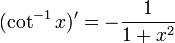 (cot⁻¹ x)′ = − 1/(1 + x²)